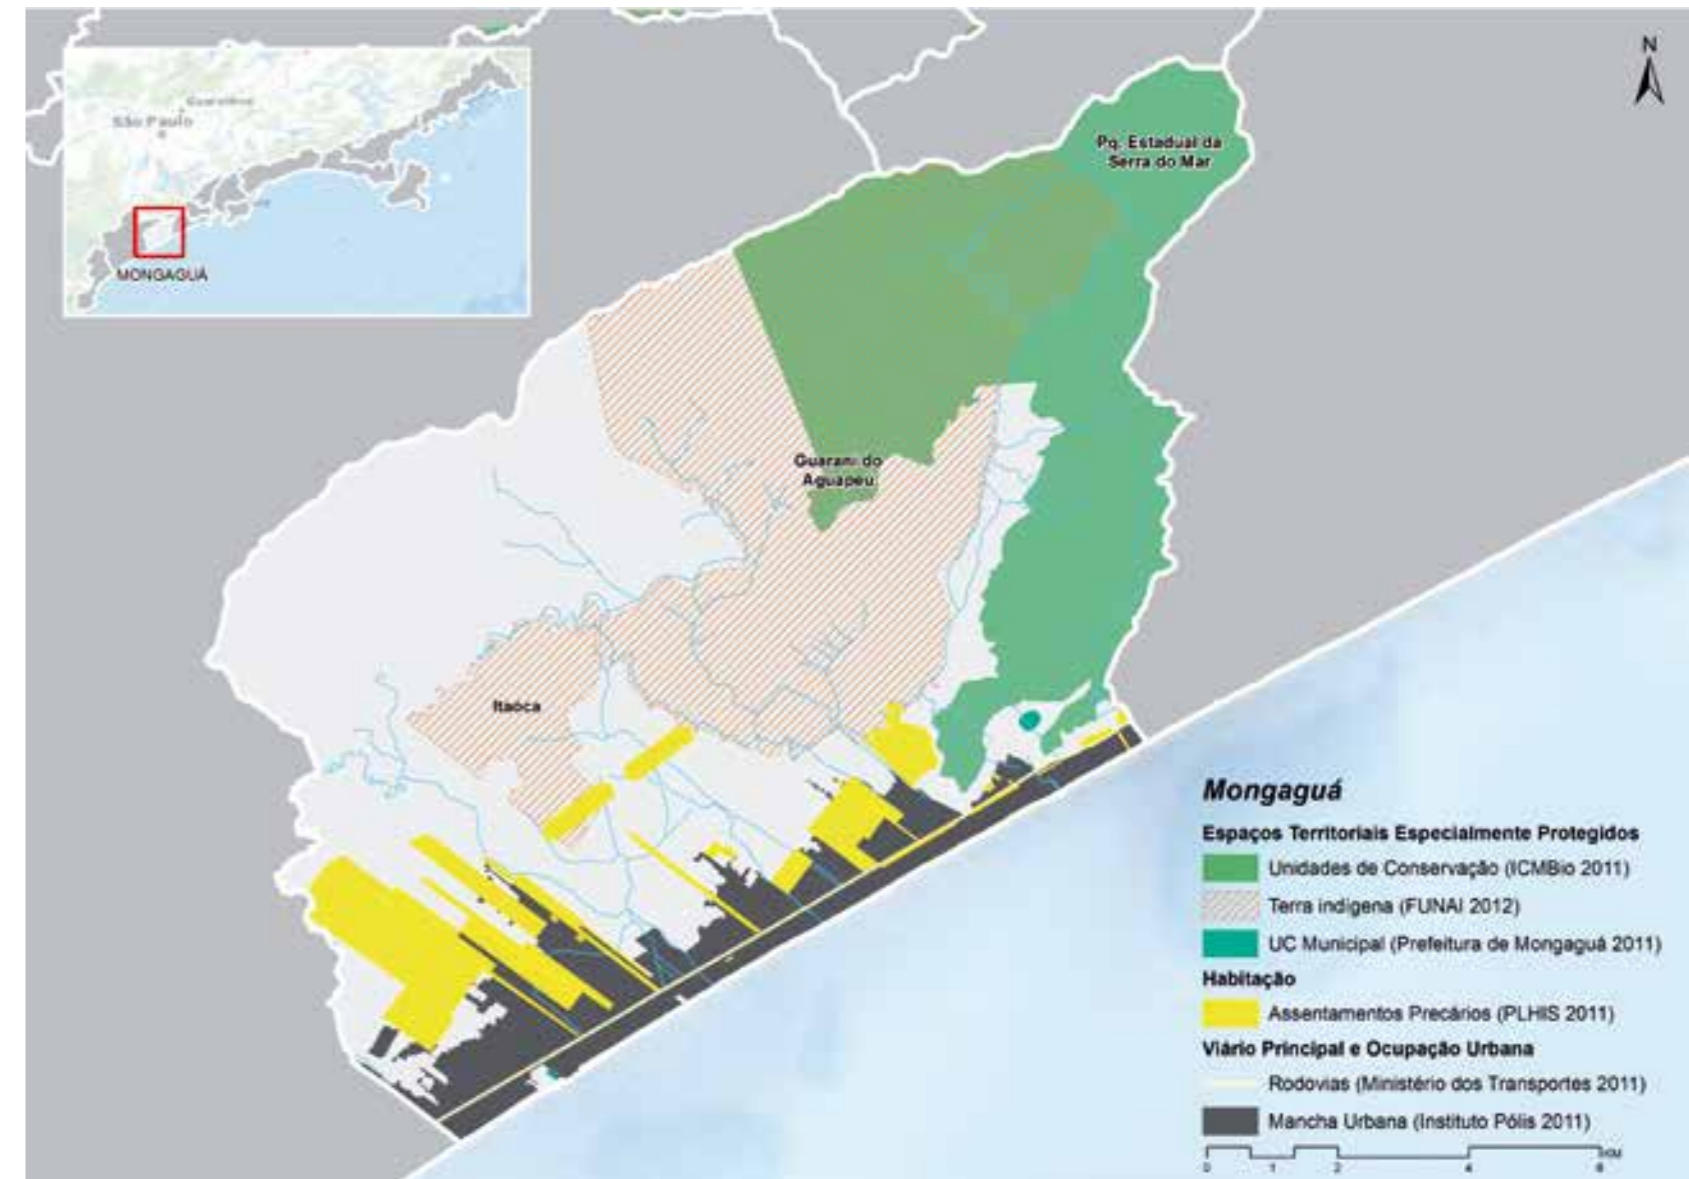 N
Guarulhos
São Paulo
MONGAGUÁ
Pq. Estadual da
Serra do Mar
Guarani do
Aguapeu
Itaóca
Mongaguá
Espaços Territoriais Especialmente Protegidos
Unidades de Conservação (ICMBio 2011)
Terra indígena (FUNAI 2012)
UC Municipal (Prefeitura de Mongaguá 2011)
Habitação
Assentamentos Precários (PLHIS 2011)
Viário Principal e Ocupação Urbana
Rodovias (Ministério dos Transportes 2011)
Mancha Urbana (Instituto Pólis 2011)
0 1 2 4 6 KM